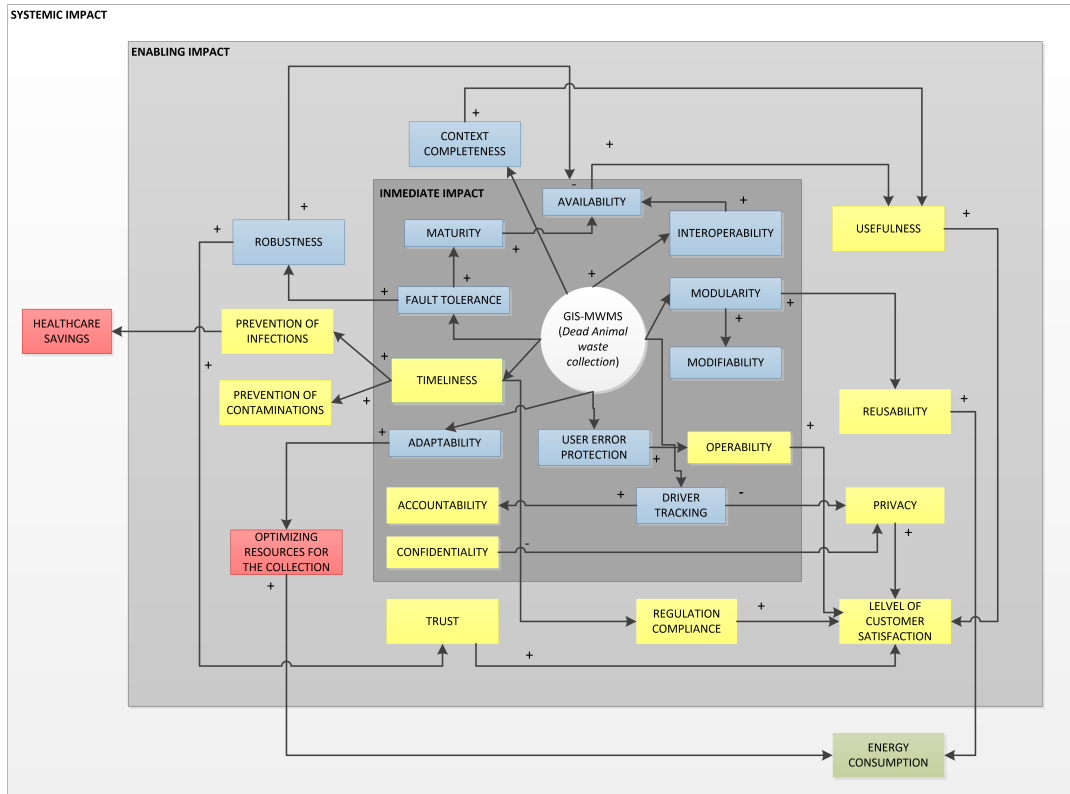 SYSTEMIC IMPACT
ENABLING IMPACT
+
CONTEXT
COMPLETENESS
+
-
INMEDIATE IMPACT
AVAILABILITY
+
+
ROBUSTNESS
+
MATURITY
+
INTEROPERABILITY
USEFULNESS
+
+
+
FAULT TOLERANCE
+
MODULARITY
+
+
HEALTHCARE
SAVINGS
PREVENTION OF
INFECTIONS
GIS-MWMS
(Dead Animal
waste
collection)
MODIFIABILITY
+
+
TIMELINESS
PREVENTION OF
CONTAMINATIONS
+
REUSABILITY
+
+
ADAPTABILITY
USER ERROR
PROTECTION
+
OPERABILITY
+
ACCOUNTABILITY
+
DRIVER
TRACKING
-
PRIVACY
+
OPTIMIZING
RESOURCES FOR
THE COLLECTION
+
CONFIDENTIALITY
-
TRUST
+
REGULATION
COMPLIANCE
+
LELVEL OF
CUSTOMER
SATISFACTION
ENERGY
CONSUMPTION